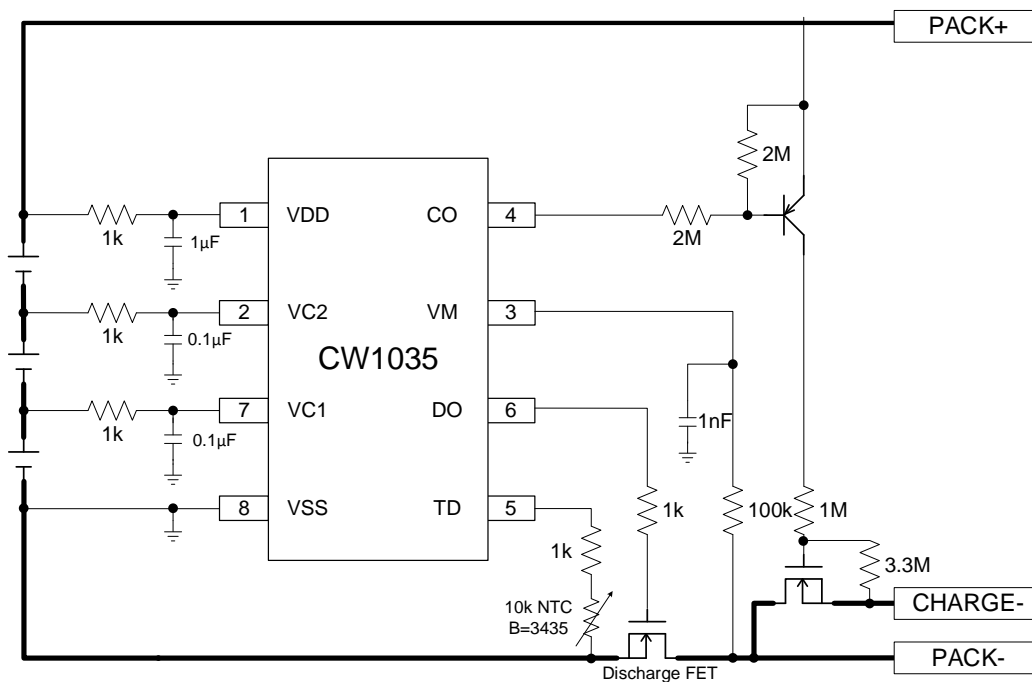 PACK+
2M
1k
1µF
1
VDD
CO
4
2M
1k
0.1µF
2
VC2
VM
3
CW1035
1k
0.1µF
7
VC1
DO
6
1nF
8
VSS
TD
5
1k
100k
1M
1k
3.3M
10k NTC
B=3435
CHARGE-
PACK-
Discharge FET